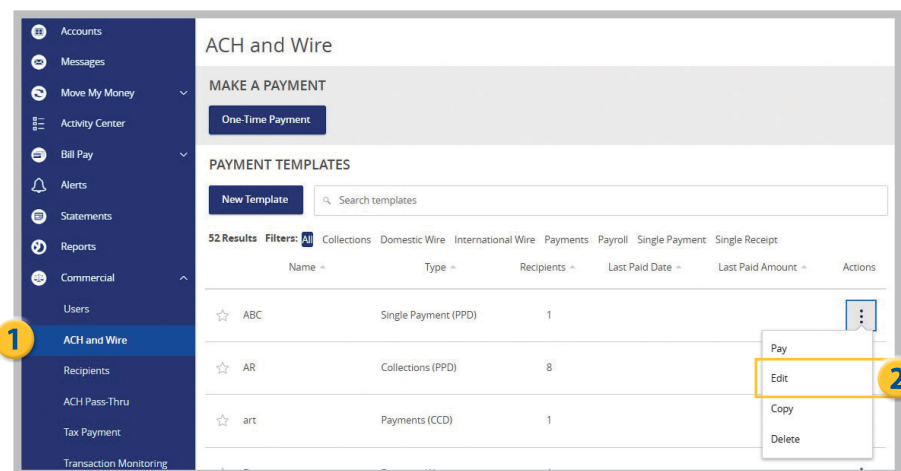 Accounts
Messages
Move My Money
Activity Center
Bill Pay
Alerts
Statements
Reports
Commercial
Users
1
ACH and Wire
Recipients
ACH Pass-Thru
Tax Payment
Transaction Monitoring
ACH and Wire
MAKE A PAYMENT
One-Time Payment
PAYMENT TEMPLATES
New Template Search templates
52 Results Filters: All Collections Domestic Wire International Wire Payments Payroll Single Payment Single Receipt
Name Type Recipients Last Paid Date Last Paid Amount Actions
ABC Single Payment (PPD) 1
AR Collections (PPD) 8
art Payments (CCD) 1
Pay
Edit 2
Copy
Delete